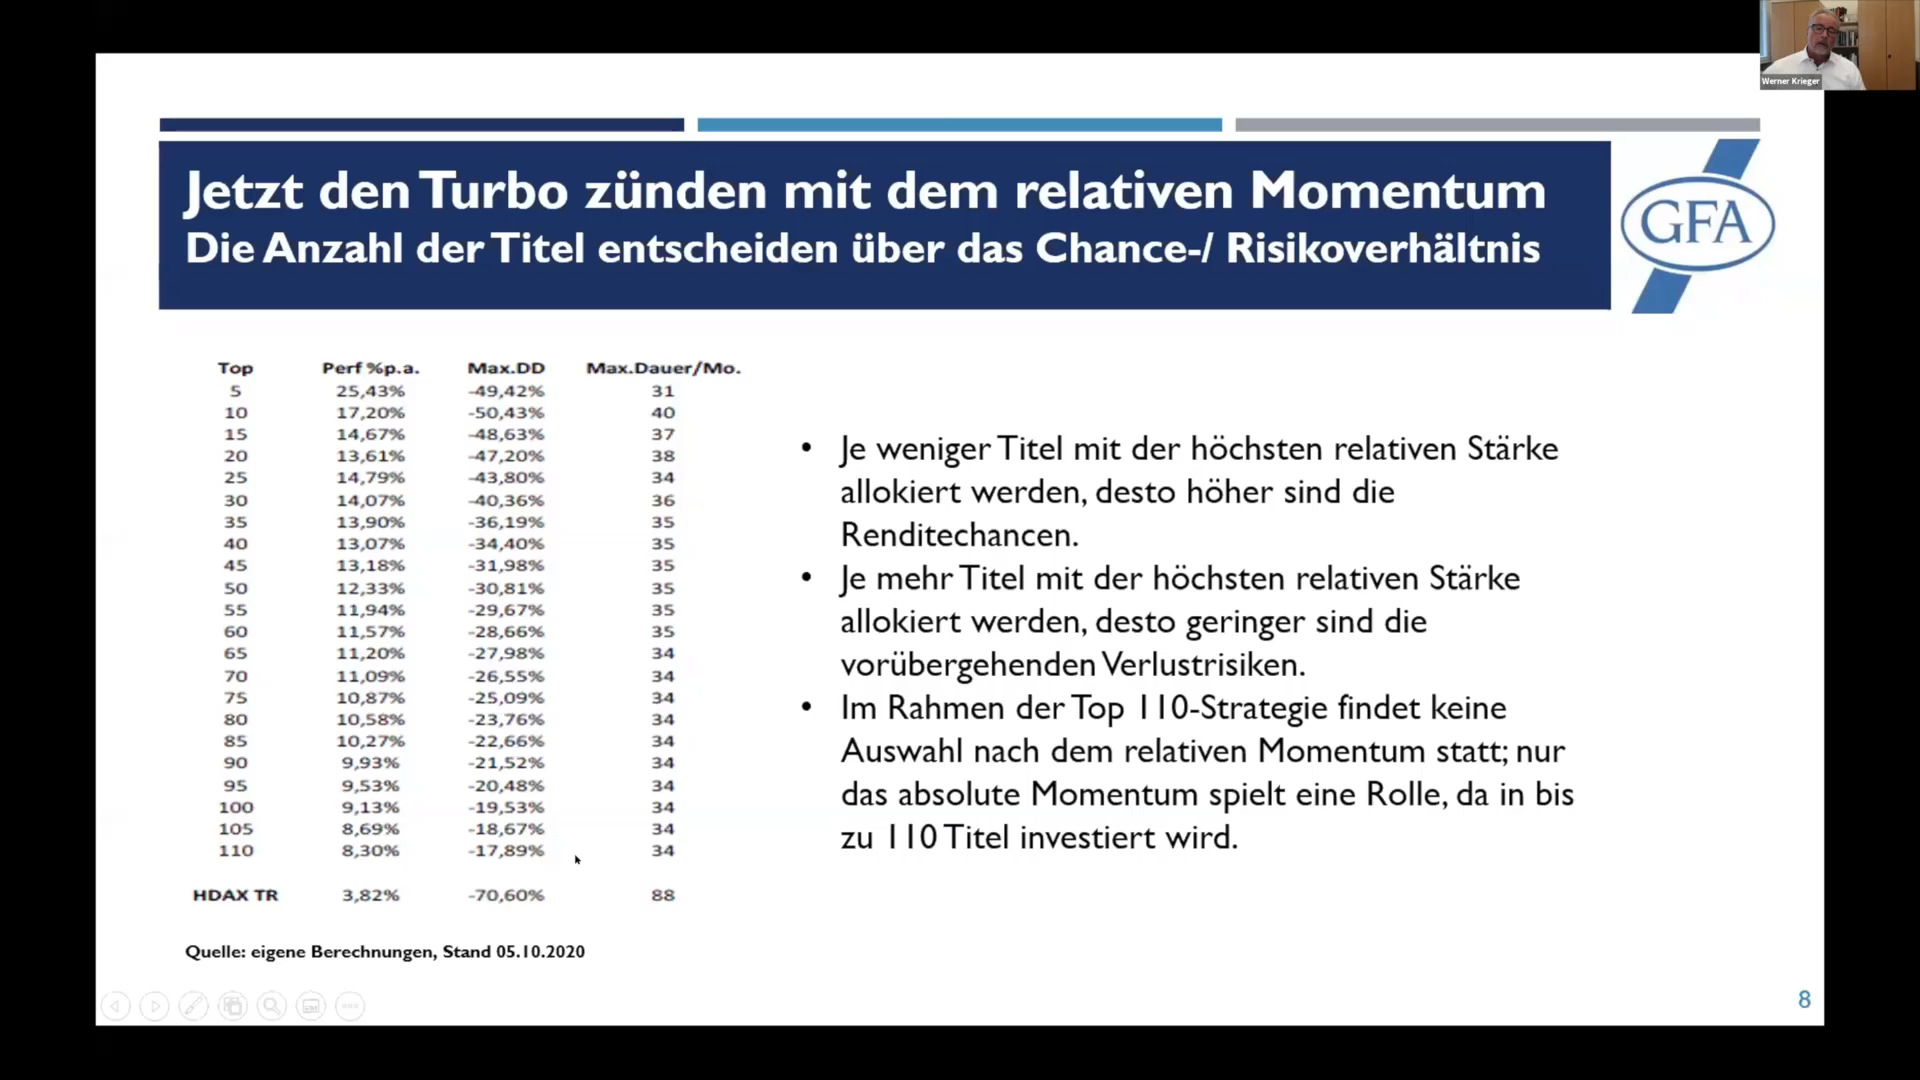 Werner Krieger
Jetzt den Turbo zünden mit dem relativen Momentum
Die Anzahl der Titel entscheiden über das Chance-/ Risikoverhältnis
GFA
Top Perf %p.a. Max.DD Max.Dauer/Mo.
5 25,43% -49,42% 31
10 17,20% -50,43% 40
15 14,67% -48,63% 37
20 13,61% -47,20% 38
25 14,79% -43,80% 34
30 14,07% -40,36% 36
35 13,90% -36,19% 35
40 13,07% -34,40% 35
45 13,18% -31,98% 35
50 12,33% -30,81% 35
55 11,94% -29,67% 35
60 11,57% -28,66% 35
65 11,20% -27,98% 34
70 11,09% -26,55% 34
75 10,87% -25,09% 34
80 10,58% -23,76% 34
85 10,27% -22,66% 34
90 9,93% -21,52% 34
95 9,53% -20,48% 34
100 9,13% -19,53% 34
105 8,69% -18,67% 34
110 8,30% -17,89% 34
HDAX TR 3,82% -70,60% 88
Quelle: eigene Berechnungen, Stand 05.10.2020
• Je weniger Titel mit der höchsten relativen Stärke
allokiert werden, desto höher sind die
Renditechancen.
• Je mehr Titel mit der höchsten relativen Stärke
allokiert werden, desto geringer sind die
vorübergehenden Verlustrisiken.
• Im Rahmen der Top 110-Strategie findet keine
Auswahl nach dem relativen Momentum statt; nur
das absolute Momentum spielt eine Rolle, da in bis
zu 110 Titel investiert wird.
8